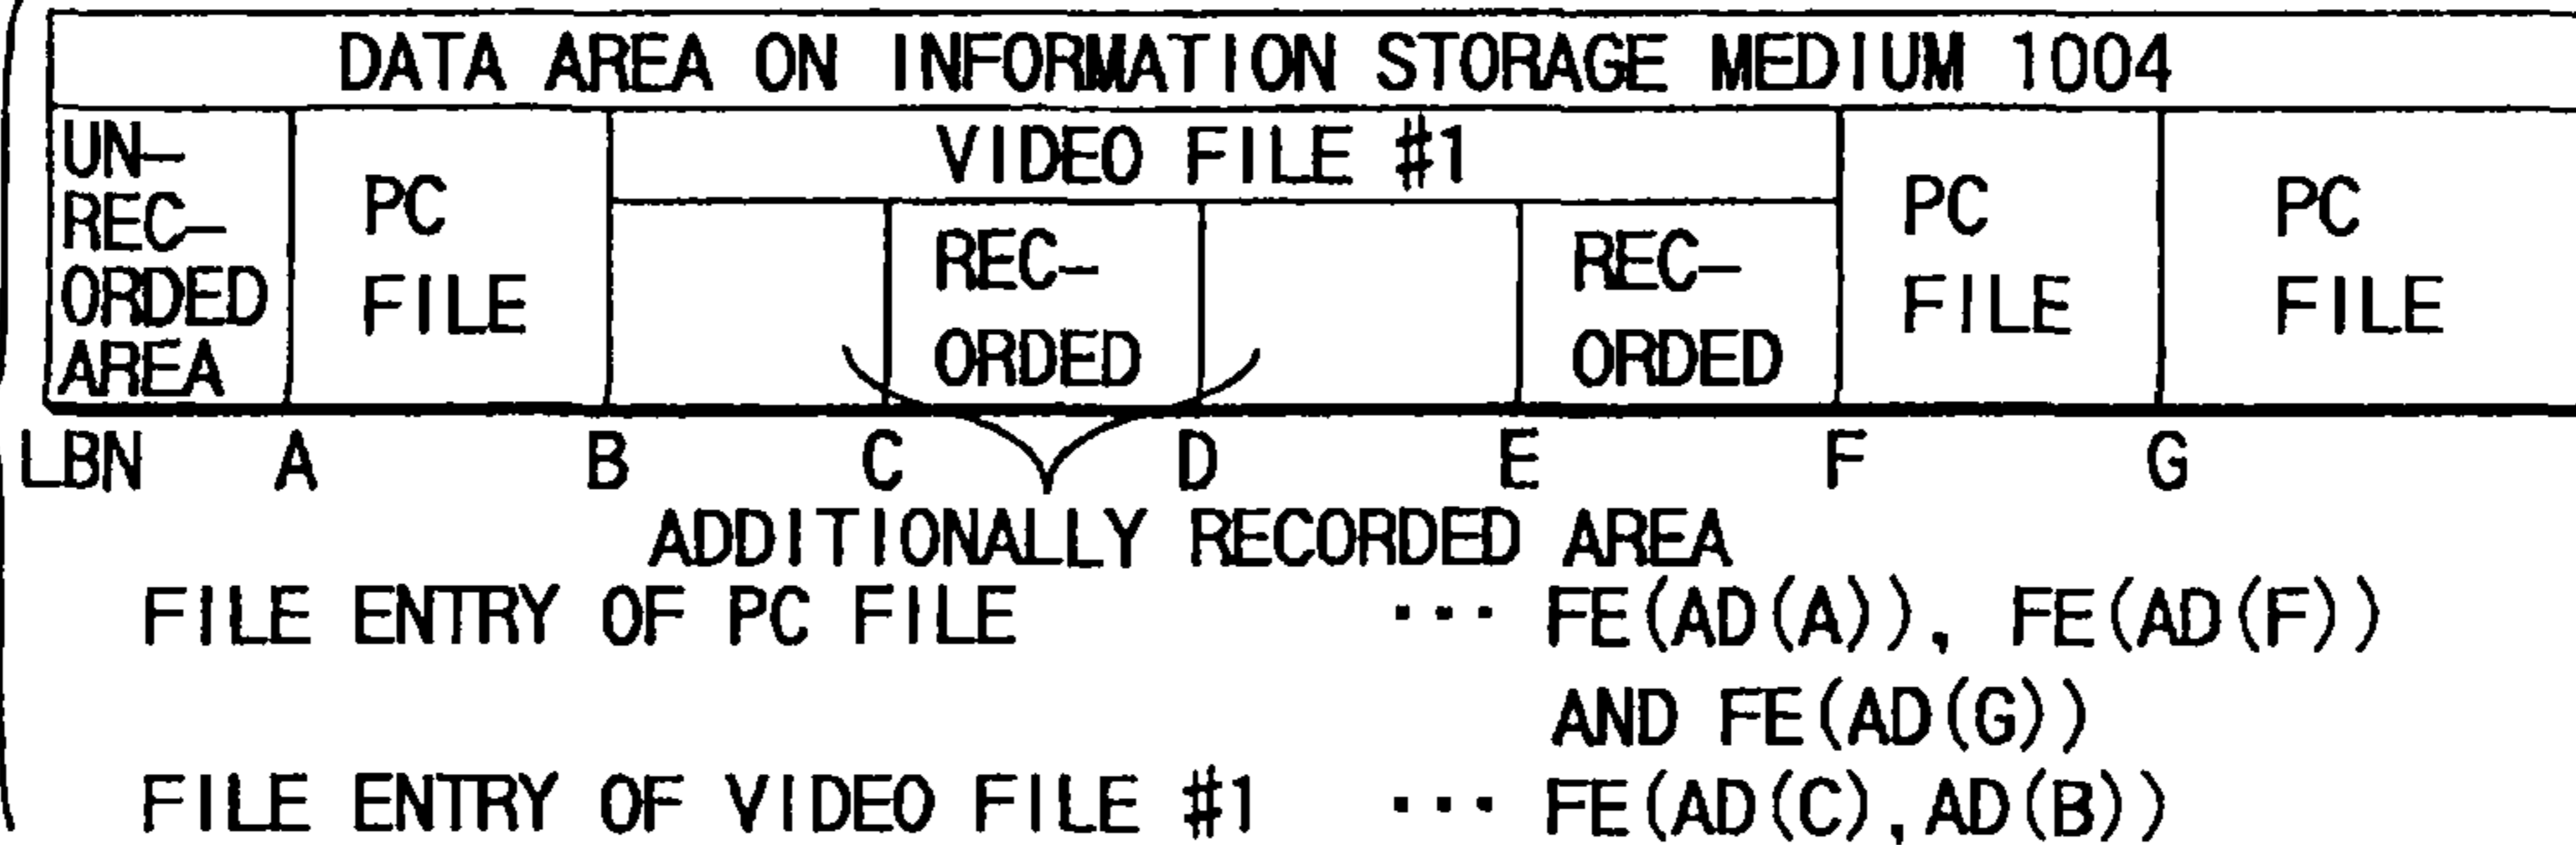 DATA AREA ON INFORMATION STORAGE MEDIUM 1004
UN-
REC-
ORDED
AREA
PC
FILE
VIDEO FILE #1
REC-
ORDED
REC-
ORDED
PC
FILE
PC
FILE
LBN A B C D E F G
ADDITIONALLY RECORDED AREA
FILE ENTRY OF PC FILE ··· FE(AD(A)), FE(AD(F))
AND FE(AD(G))
FILE ENTRY OF VIDEO FILE #1 ··· FE(AD(C),AD(B))